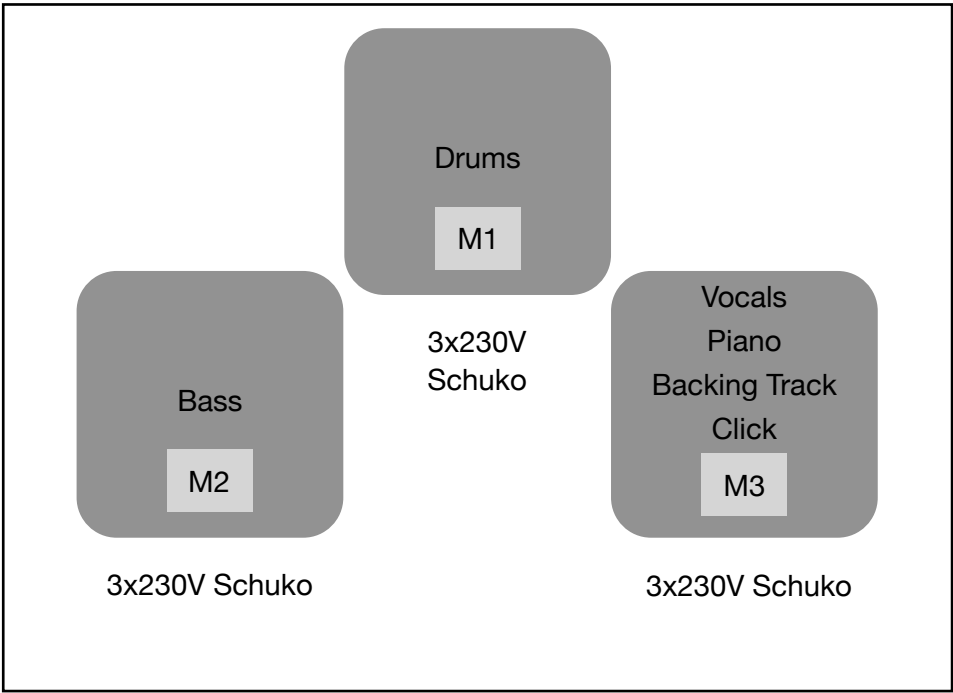 Drums
M1
3x230V
Schuko
Bass
M2
3x230V Schuko
Vocals
Piano
Backing Track
Click
M3
3x230V Schuko